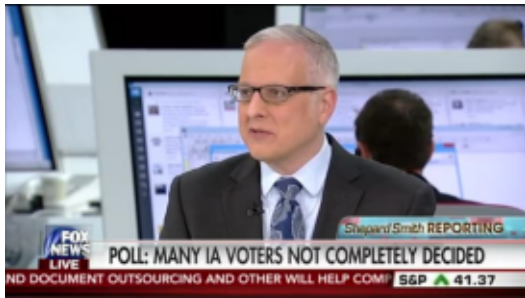 Shepard Smith REPORTING
FOX
NEWS
LIVE
POLL: MANY IA VOTERS NOT COMPLETELY DECIDED
ND DOCUMENT OUTSOURCING AND OTHER WILL HELP COMP
S&P 41.37